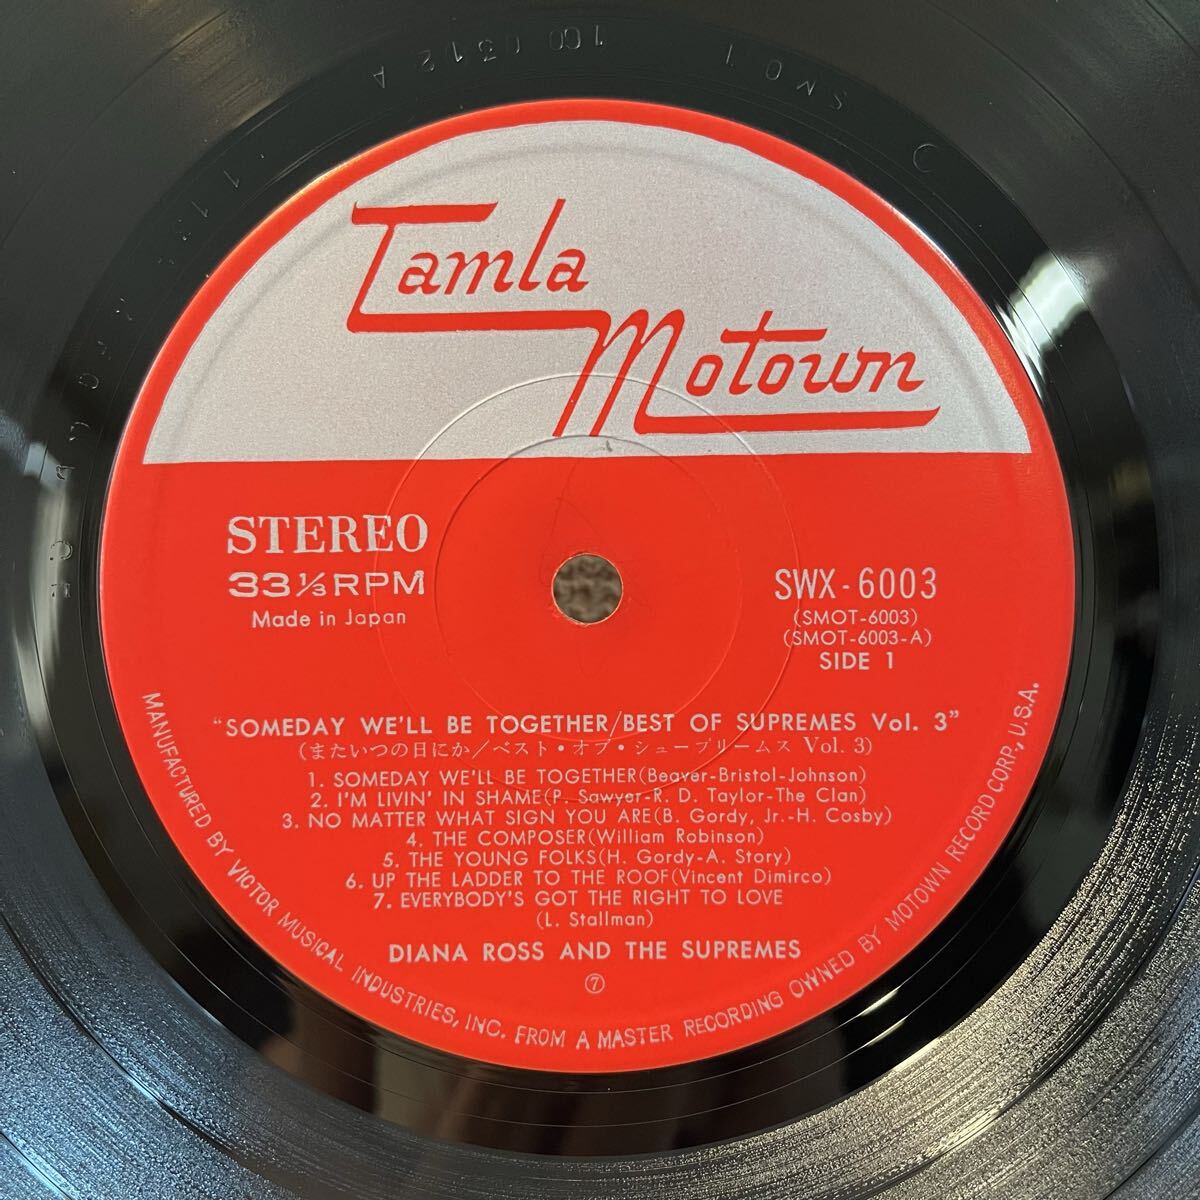 Tamla
Motown
STEREO
33 1/3 RPM
Made in Japan
SWX-6003
(SMOT-6003)
(SMOT-6003-A)
SIDE 1
"SOMEDAY WE'LL BE TOGETHER/BEST OF SUPREMES Vol. 3"
(またいつの日にか/ベスト・オブ・シュープリームス Vol. 3)
1. SOMEDAY WE'LL BE TOGETHER(Beaver-Bristol-Johnson)
2. I'M LIVIN' IN SHAME(P. Sawyer-R. D. Taylor-The Clan)
3. NO MATTER WHAT SIGN YOU ARE(B. Gordy, Jr.-H. Cosby)
4. THE COMPOSER(William Robinson)
5. THE YOUNG FOLKS(H. Gordy-A. Story)
6. UP THE LADDER TO THE ROOF(Vincent Dimirco)
7. EVERYBODY'S GOT THE RIGHT TO LOVE
(L. Stallman)
DIANA ROSS AND THE SUPREMES
⑦
MANUFACTURED BY VICTOR MUSICAL INDUSTRIES, INC. FROM A MASTER RECORDING OWNED BY MOTOWN RECORD CORP, U.S.A.